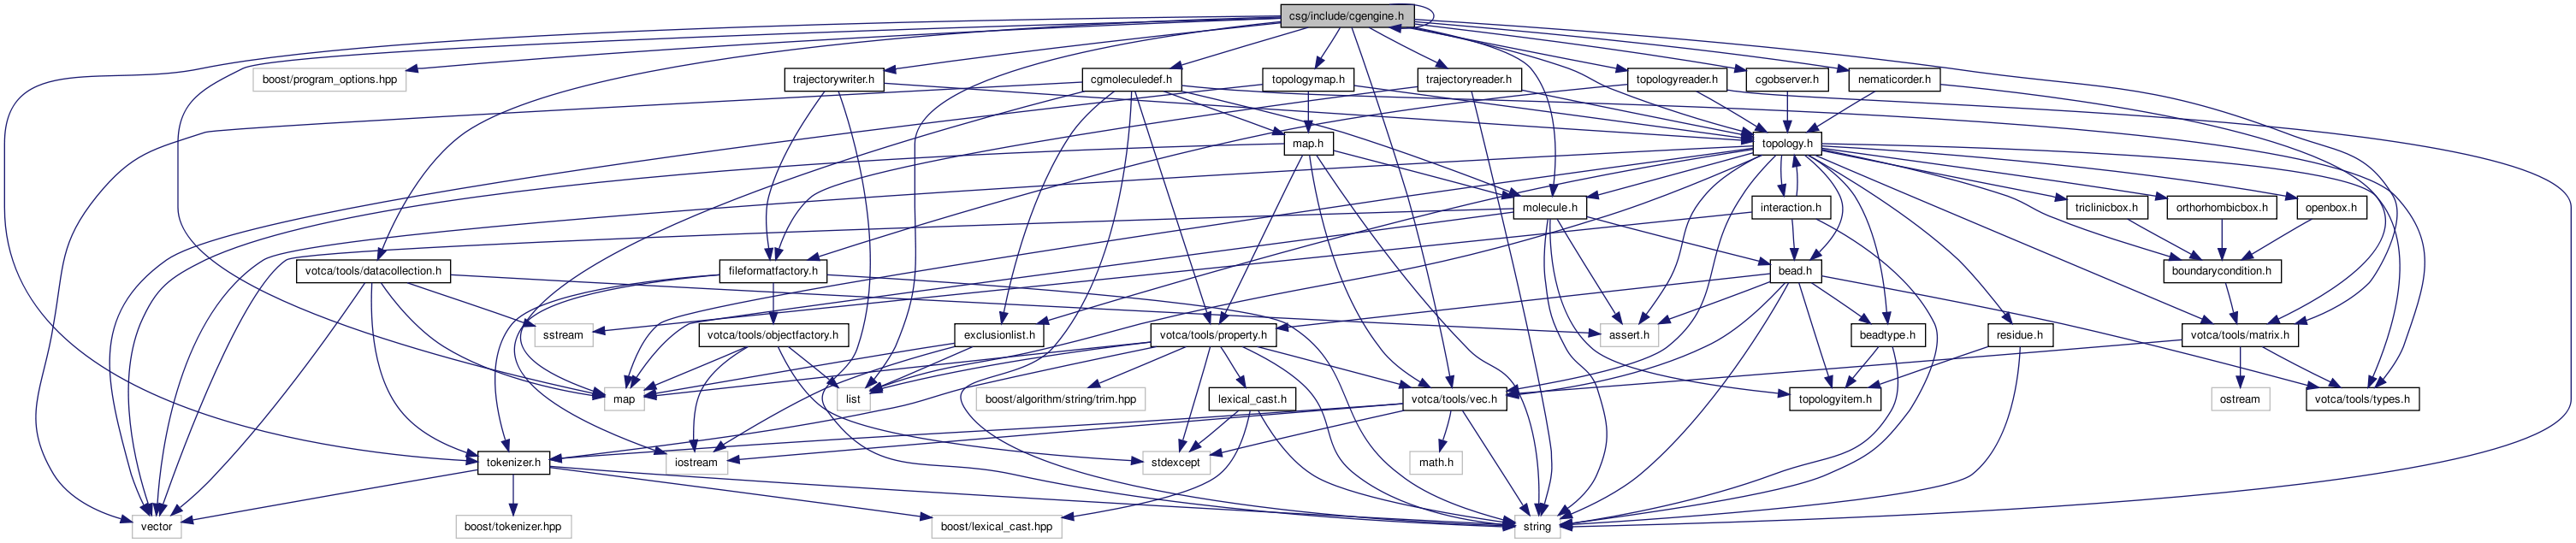 csg/include/cgengine.h
boost/program_options.hpp
trajectorywriter.h
cgmoleculedef.h
topologymap.h
trajectoryreader.h
topologyreader.h
cgobserver.h
nematicorder.h
map.h
topology.h
molecule.h
interaction.h
triclinicbox.h
orthorhombicbox.h
openbox.h
votca/tools/datacollection.h
fileformatfactory.h
bead.h
boundarycondition.h
sstream
votca/tools/objectfactory.h
exclusionlist.h
votca/tools/property.h
assert.h
beadtype.h
residue.h
votca/tools/matrix.h
map
list
boost/algorithm/string/trim.hpp
lexical_cast.h
votca/tools/vec.h
topologyitem.h
ostream
votca/tools/types.h
tokenizer.h
iostream
stdexcept
math.h
vector
boost/tokenizer.hpp
boost/lexical_cast.hpp
string